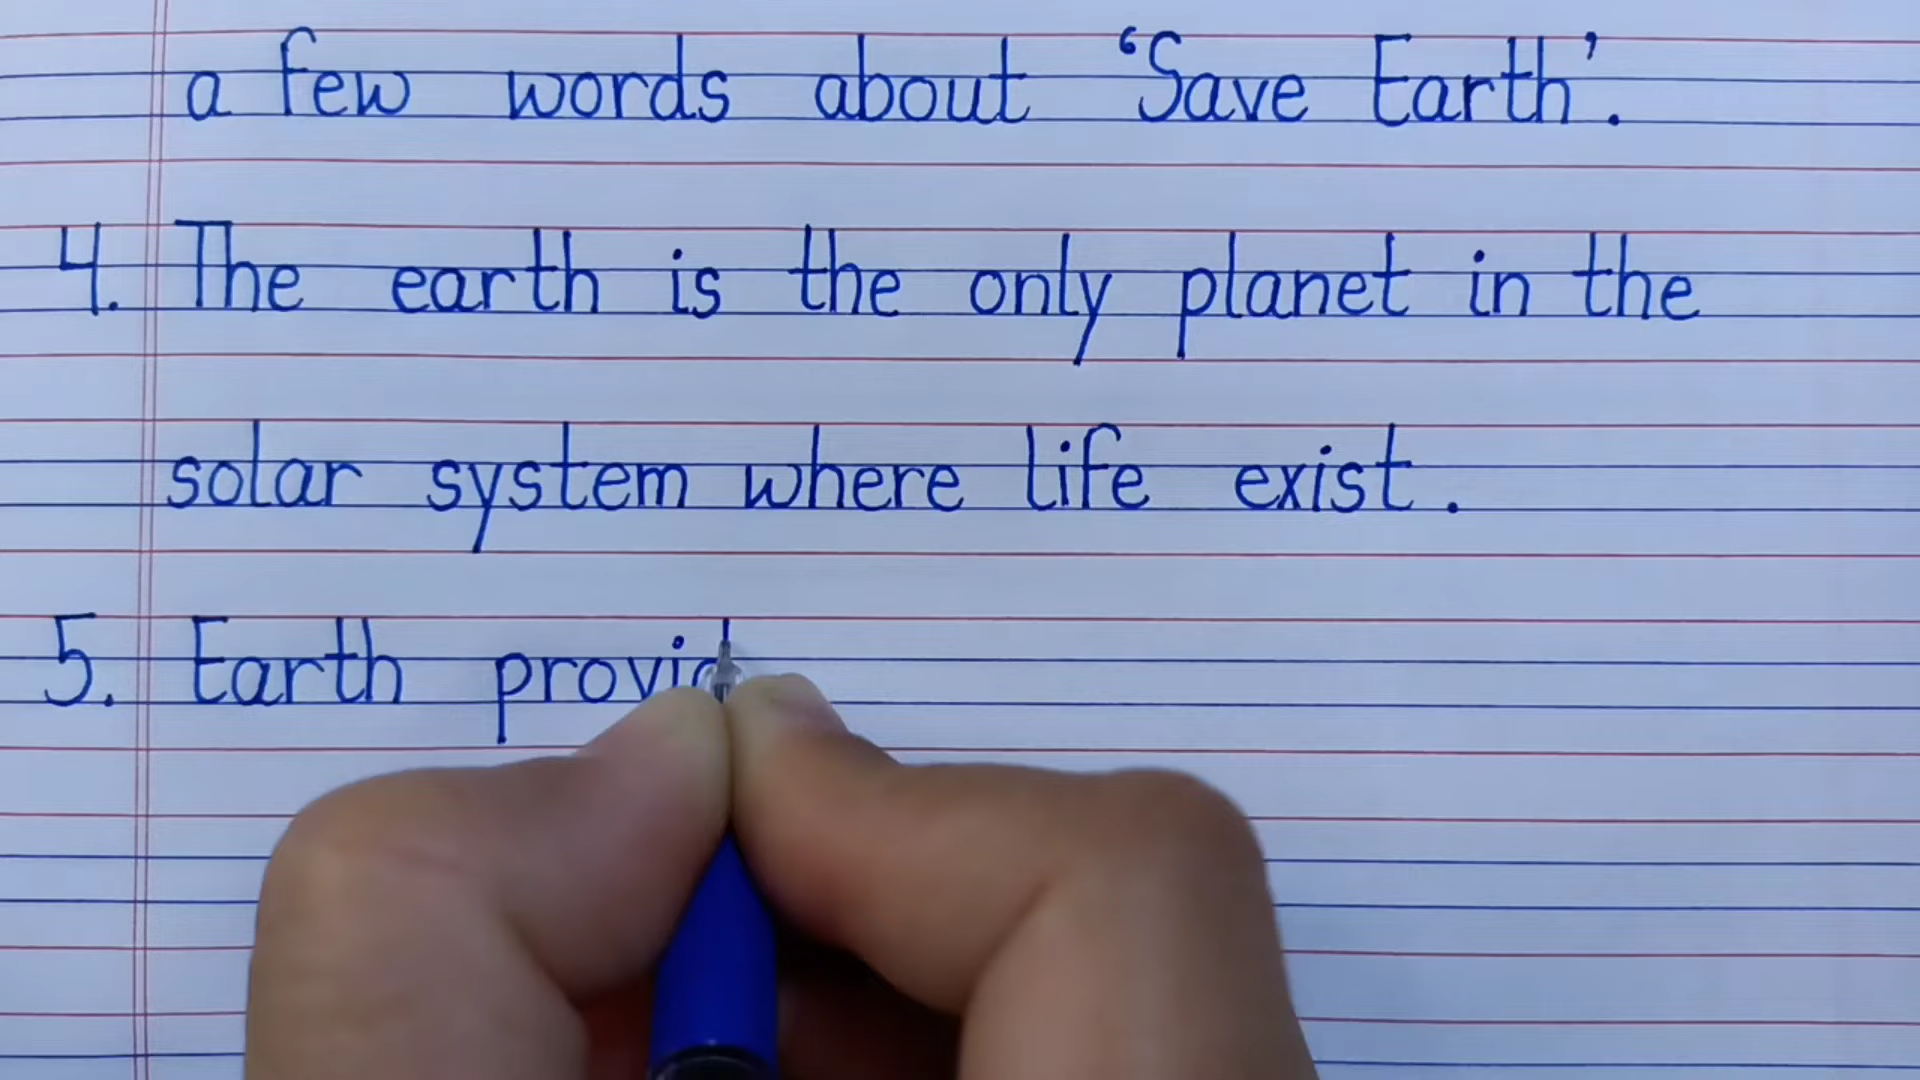 a few words about ‘Save Earth’.
4. The earth is the only planet in the
solar system where life exist.
5. Earth provid